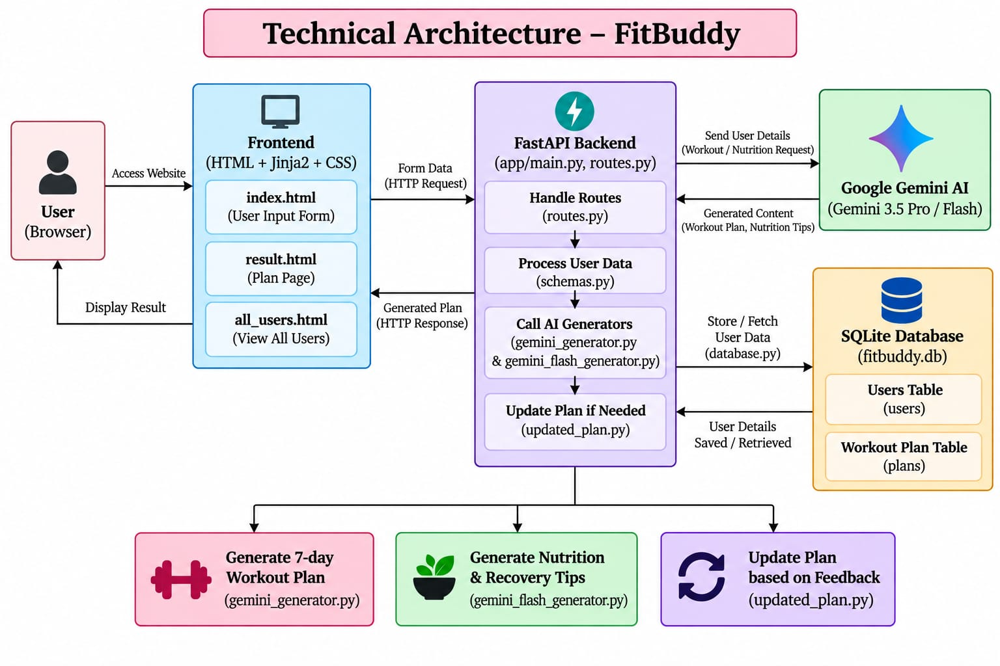 Technical Architecture – FitBuddy
User
(Browser)
Access Website
Display Result
Frontend
(HTML + Jinja2 + CSS)
index.html
(User Input Form)
result.html
(Plan Page)
all_users.html
(View All Users)
Form Data
(HTTP Request)
Generated Plan
(HTTP Response)
FastAPI Backend
(app/main.py, routes.py)
Handle Routes
(routes.py)
Process User Data
(schemas.py)
Call AI Generators
(gemini_generator.py
& gemini_flash_generator.py)
Update Plan if Needed
(updated_plan.py)
Send User Details
(Workout / Nutrition Request)
Generated Content
(Workout Plan, Nutrition Tips)
Google Gemini AI
(Gemini 3.5 Pro / Flash)
Store / Fetch
User Data
(database.py)
User Details
Saved / Retrieved
SQLite Database
(fitbuddy.db)
Users Table
(users)
Workout Plan Table
(plans)
Generate 7-day
Workout Plan
(gemini_generator.py)
Generate Nutrition
& Recovery Tips
(gemini_flash_generator.py)
Update Plan
based on Feedback
(updated_plan.py)